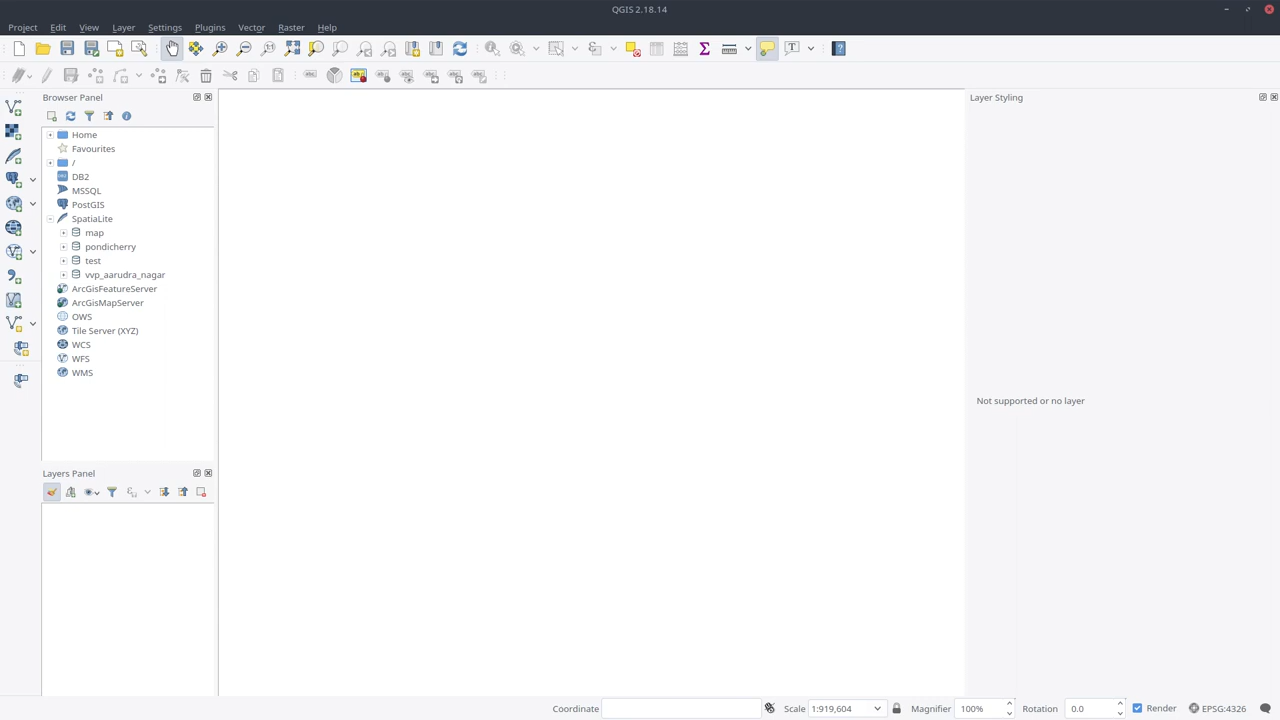 QGIS 2.18.14
Project Edit View Layer Settings Plugins Vector Raster Help
Browser Panel
Home
Favourites
/
DB2
MSSQL
PostGIS
SpatiaLite
map
pondicherry
test
vvp_aarudra_nagar
ArcGisFeatureServer
ArcGisMapServer
OWS
Tile Server (XYZ)
WCS
WFS
WMS
Layers Panel
Layer Styling
Not supported or no layer
Coordinate Scale 1:919,604 Magnifier 100% Rotation 0.0 Render EPSG:4326